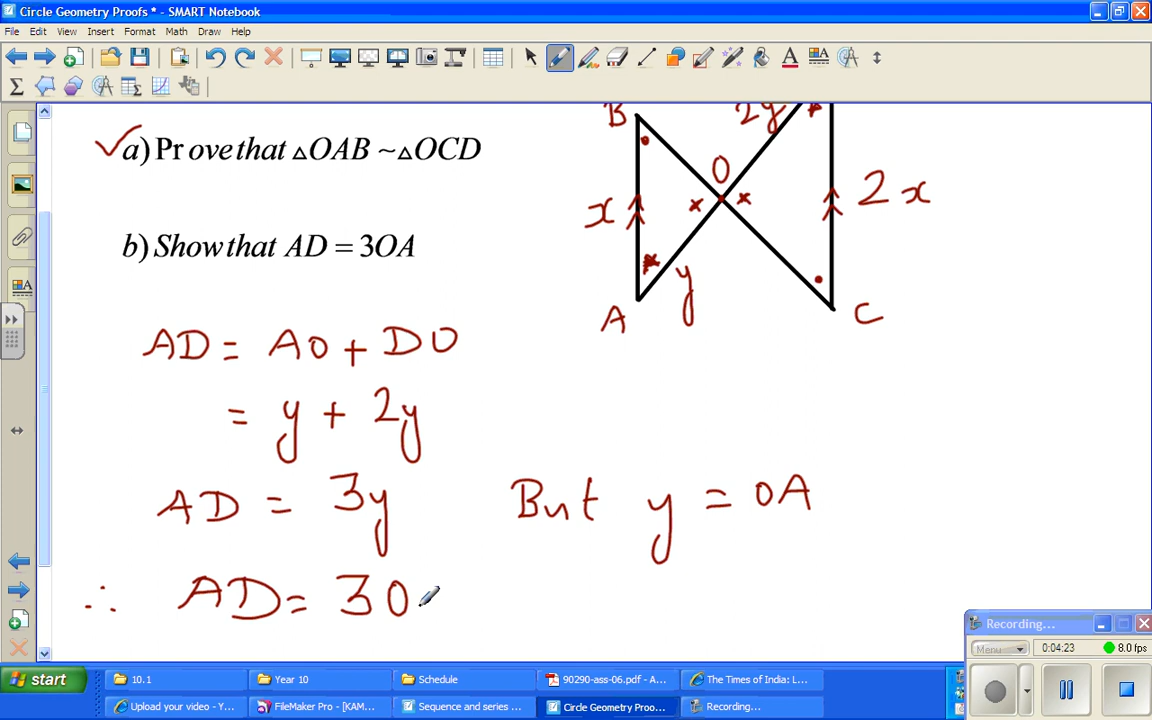 Circle Geometry Proofs * - SMART Notebook
File Edit View Insert Format Math Draw Help
B
2y
a) Pr ove that △OAB ~ △OCD
O
x
2x
b) Show that AD = 3OA
y
A
C
AD = AO + DO
= y + 2y
AD = 3y But y = OA
∴ AD = 3O
Recording...
Menu 0:04:23 8.0 fps
start 10.1 Year 10 Schedule 90290-ass-06.pdf - A... The Times of India: L...
Upload your video - Y... FileMaker Pro - [KAM... Sequence and series ... Circle Geometry Proo... Recording...